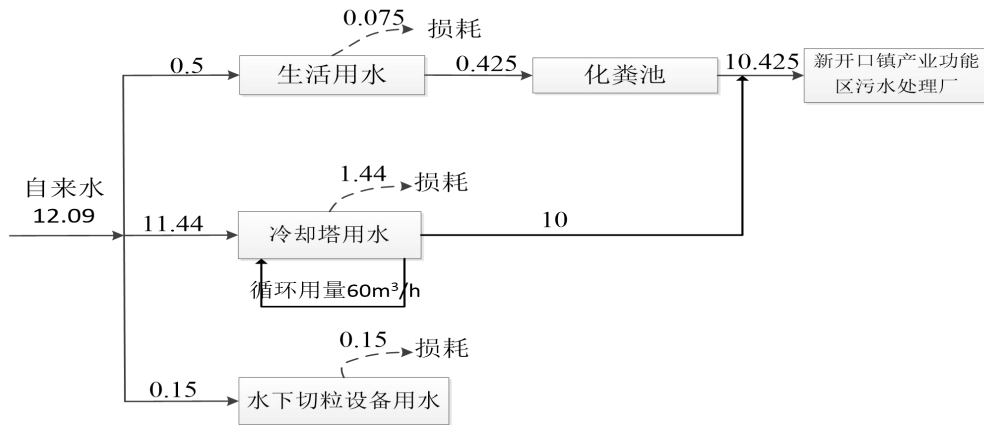 0.075
损耗
0.5
生活用水
0.425
化粪池
10.425
新开口镇产业功能
区污水处理厂
自来水
12.09
1.44
损耗
11.44
冷却塔用水
10
循环用量60m³/h
0.15
损耗
0.15
水下切粒设备用水